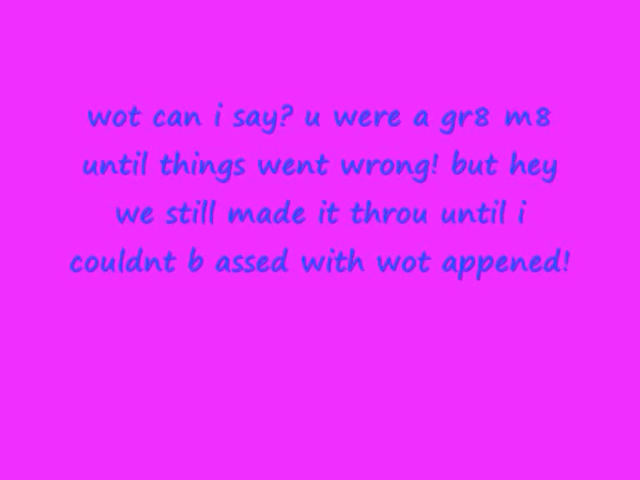 wot can i say? u were a gr8 m8
until things went wrong! but hey
we still made it throu until i
couldnt b assed with wot appened!